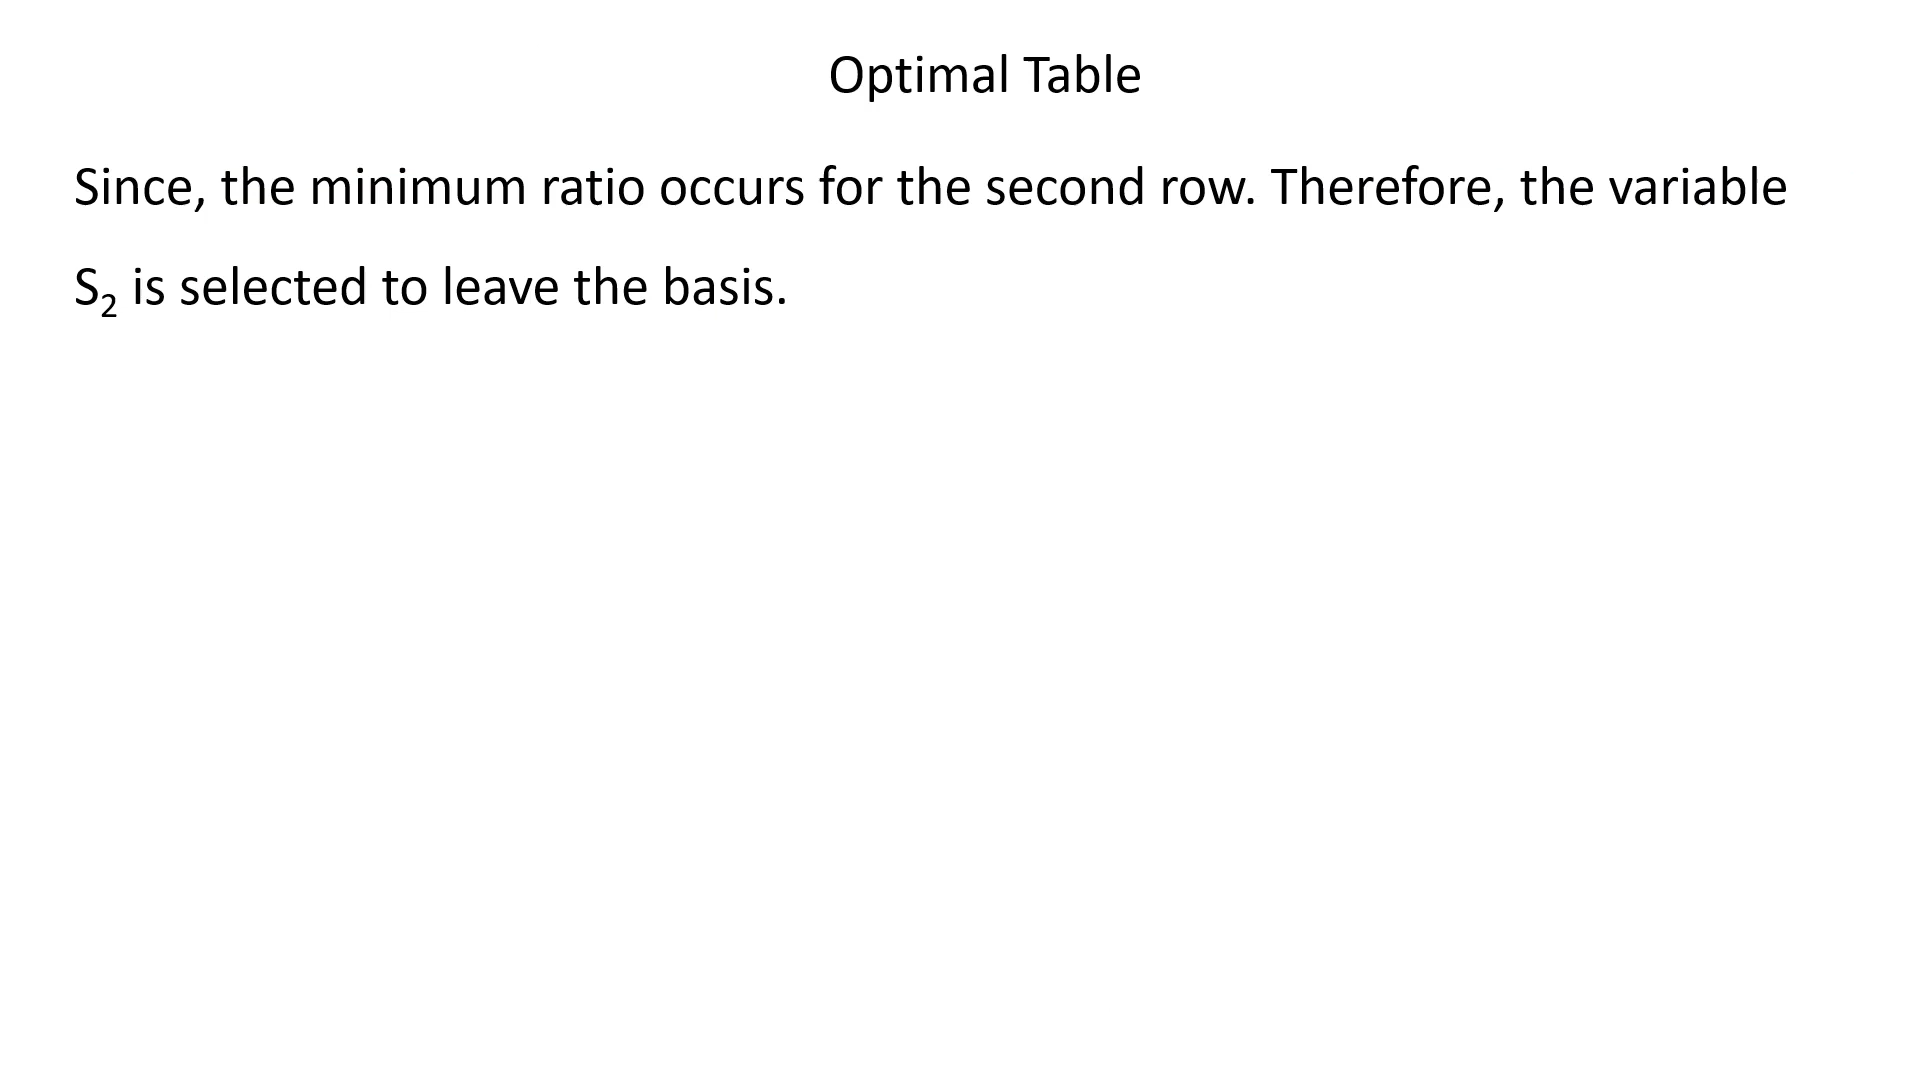 Optimal Table
Since, the minimum ratio occurs for the second row. Therefore, the variable
S₂ is selected to leave the basis.